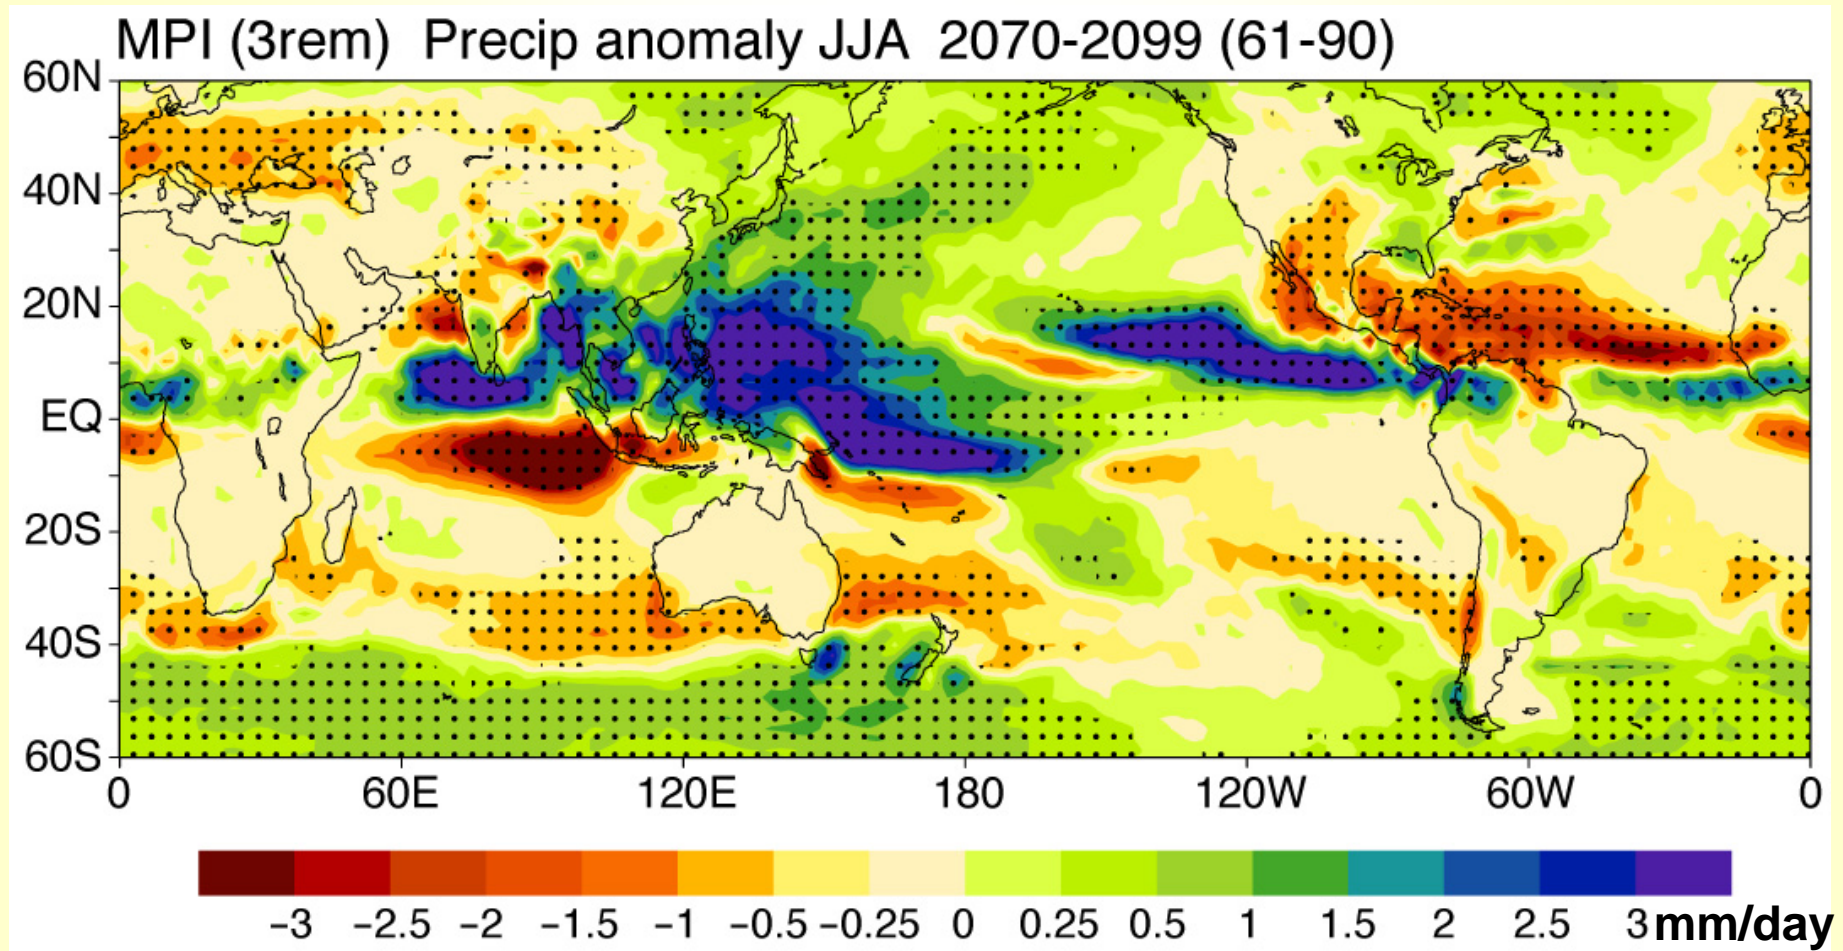 MPI (3rem) Precip anomaly JJA 2070-2099 (61-90)
60N
40N
20N
EQ
20S
40S
60S
0 60E 120E 180 120W 60W 0
−3 −2.5 −2 −1.5 −1 −0.5 −0.25 0 0.25 0.5 1 1.5 2 2.5 3 mm/day